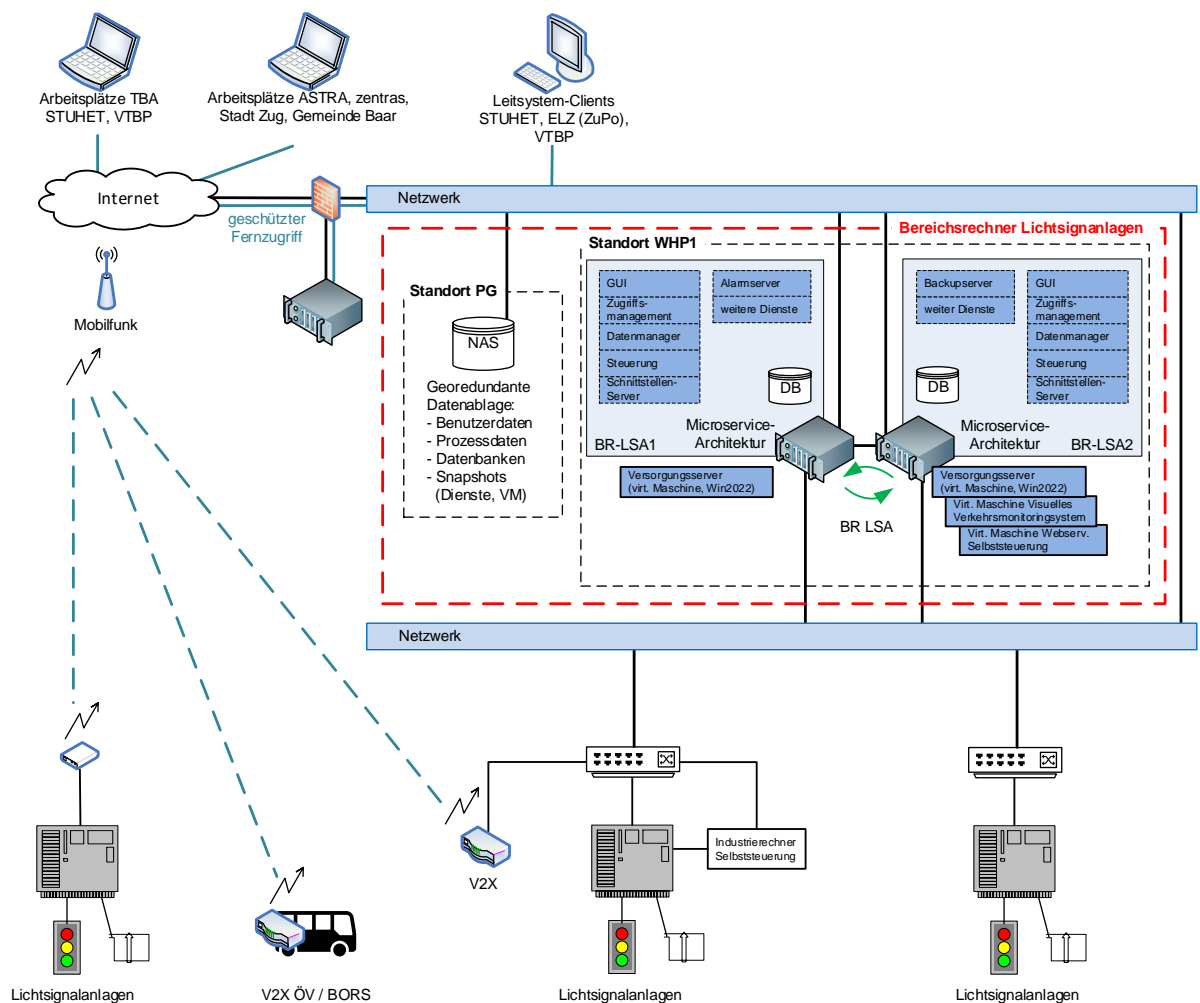 Arbeitsplätze TBA
STUHET, VTBP
Arbeitsplätze ASTRA, zentras,
Stadt Zug, Gemeinde Baar
Leitsystem-Clients
STUHET, ELZ (ZuPo),
VTBP
Internet
geschützter
Fernzugriff
Mobilfunk
Netzwerk
Bereichsrechner Lichtsignalanlagen
Standort WHP1
Standort PG
NAS
Georedundante
Datenablage:
- Benutzerdaten
- Prozessdaten
- Datenbanken
- Snapshots
(Dienste, VM)
GUI
Zugriffs-
management
Datenmanager
Steuerung
Schnittstellen-
Server
Alarmserver
weitere Dienste
DB
Microservice-
Architektur
BR-LSA1
Versorgungsserver
(virt. Maschine, Win2022)
Backupserver
weiter Dienste
GUI
Zugriffs-
management
Datenmanager
Steuerung
Schnittstellen-
Server
DB
Microservice-
Architektur
BR-LSA2
BR LSA
Versorgungsserver
(virt. Maschine, Win2022)
Virt. Maschine Visuelles
Verkehrsmonitoringsystem
Virt. Maschine Webserv.
Selbststeuerung
Netzwerk
V2X
Industrierechner
Selbststeuerung
Lichtsignalanlagen
V2X ÖV / BORS
Lichtsignalanlagen
Lichtsignalanlagen